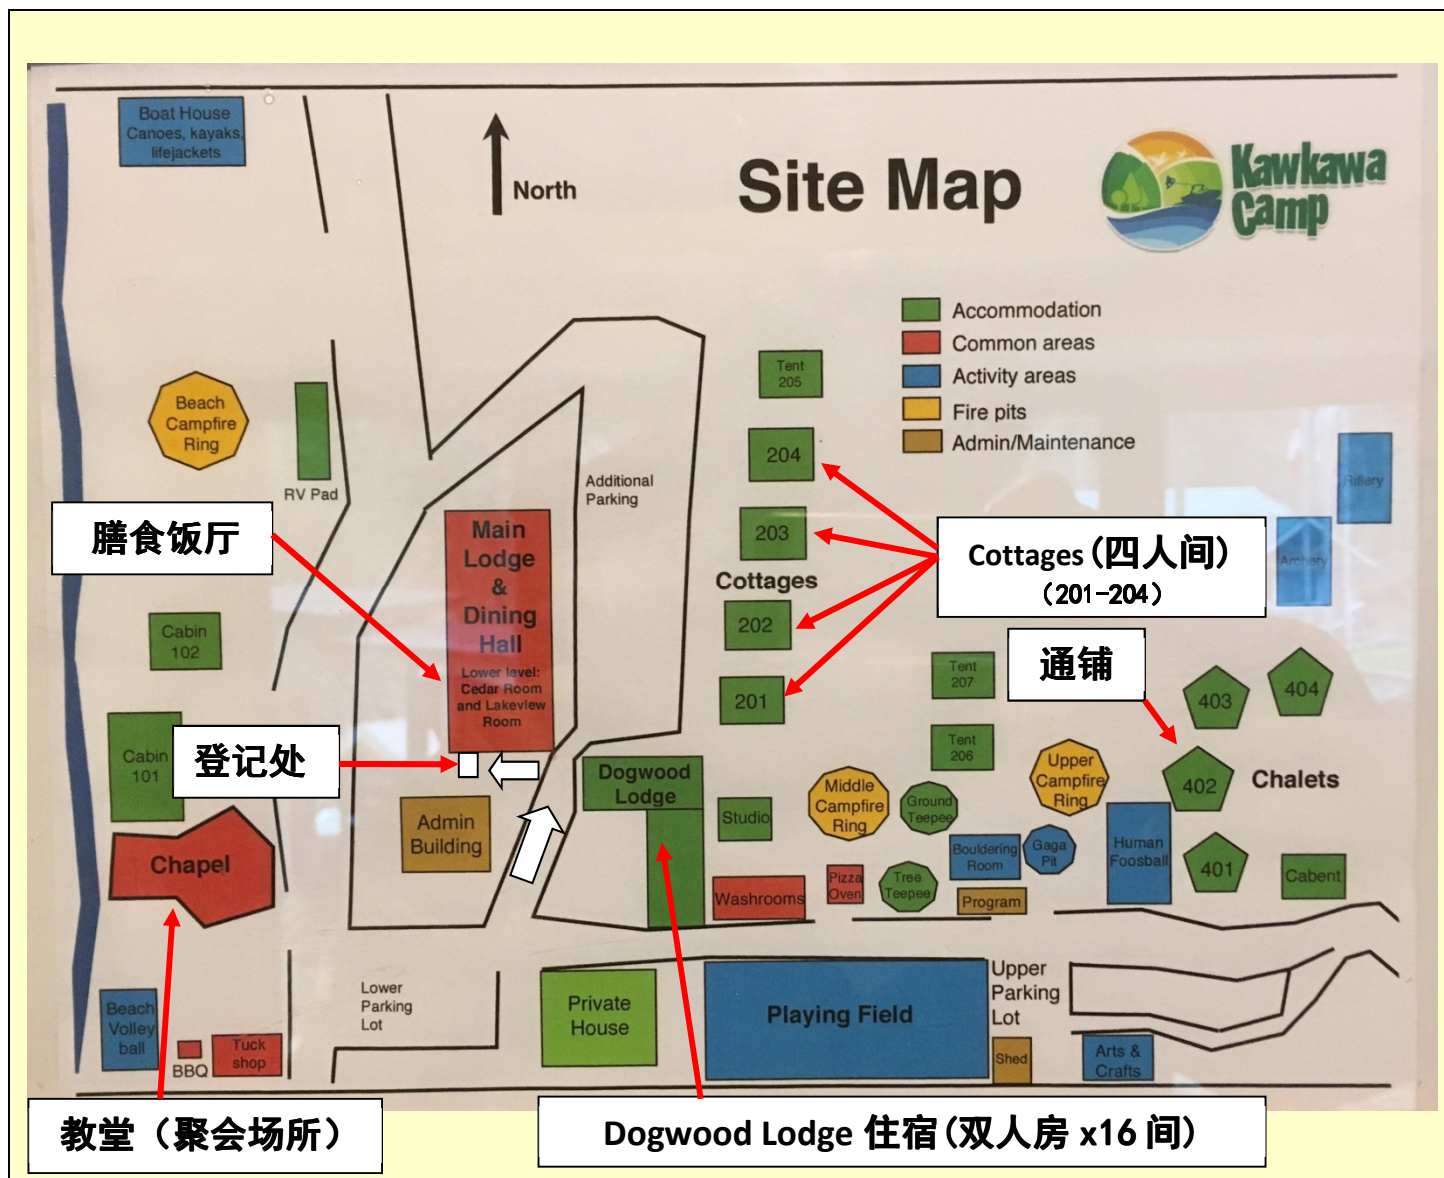 Boat House
Canoes, kayaks,
lifejackets
North
Site Map
Kawkawa
Camp
Accommodation
Common areas
Activity areas
Fire pits
Admin/Maintenance
Tent
205
204
203
Cottages
202
201
Beach
Campfire
Ring
RV Pad
Additional
Parking
膳食饭厅
Main
Lodge
&
Dining
Hall
Lower level:
Cedar Room
and Lakeview
Room
Cottages (四人间)
（201-204）
Riflery
Archery
Cabin
102
通铺
Tent
207
403
404
Cabin
101
登记处
Tent
206
Upper
Campfire
Ring
402
Chalets
Dogwood
Lodge
Middle
Campfire
Ring
Ground
Teepee
Studio
Admin
Building
Bouldering
Room
Gaga
Pit
Human
Foosball
Chapel
401
Cabent
Washrooms
Pizza
Oven
Tree
Teepee
Program
Lower
Parking
Lot
Private
House
Playing Field
Upper
Parking
Lot
Beach
Volley
ball
BBQ
Tuck
shop
Shed
Arts &
Crafts
教堂（聚会场所）
Dogwood Lodge 住宿(双人房 x16 间)